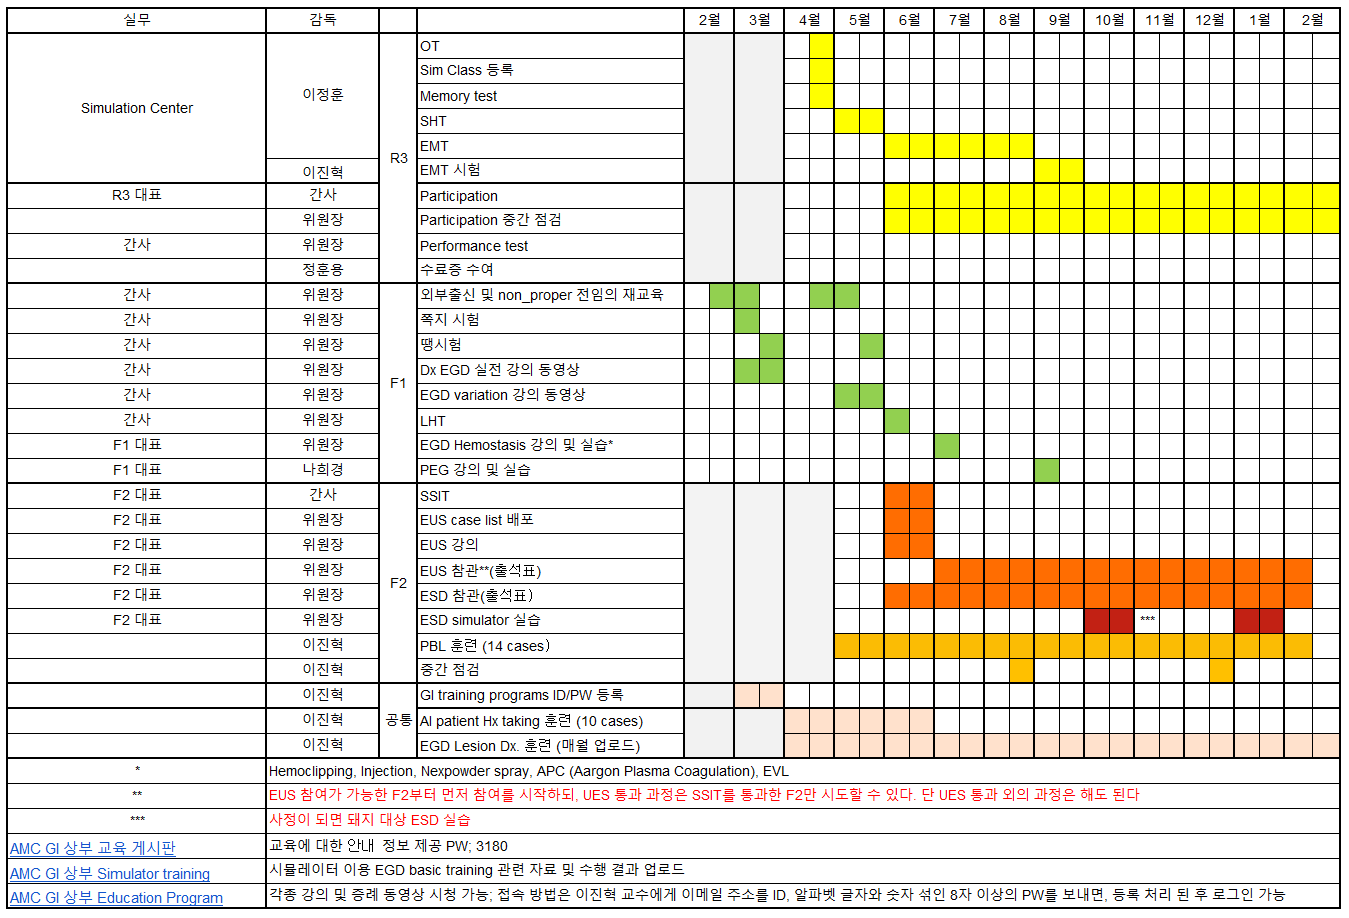 실무 감독 2월 3월 4월 5월 6월 7월 8월 9월 10월 11월 12월 1월 2월
Simulation Center 이정훈 R3 OT
Sim Class 등록
Memory test
SHT
EMT
이진혁 EMT 시험
R3 대표 간사 Participation
위원장 Participation 중간 점검
간사 위원장 Performance test
정훈용 수료증 수여
간사 위원장 F1 외부출신 및 non_proper 전임의 재교육
간사 위원장 쪽지 시험
간사 위원장 땡시험
간사 위원장 Dx EGD 실전 강의 동영상
간사 위원장 EGD variation 강의 동영상
간사 위원장 LHT
F1 대표 위원장 EGD Hemostasis 강의 및 실습*
F1 대표 나희경 PEG 강의 및 실습
F2 대표 간사 F2 SSIT
F2 대표 위원장 EUS case list 배포
F2 대표 위원장 EUS 강의
F2 대표 위원장 EUS 참관**(출석표)
F2 대표 위원장 ESD 참관(출석표)
F2 대표 위원장 ESD simulator 실습 ***
이진혁 PBL 훈련 (14 cases)
이진혁 중간 점검
이진혁 공통 GI training programs ID/PW 등록
이진혁 AI patient Hx taking 훈련 (10 cases)
이진혁 EGD Lesion Dx. 훈련 (매월 업로드)
* Hemoclipping, Injection, Nexpowder spray, APC (Aargon Plasma Coagulation), EVL
** EUS 참여가 가능한 F2부터 먼저 참여를 시작하되, UES 통과 과정은 SSIT를 통과한 F2만 시도할 수 있다. 단 UES 통과 외의 과정은 해도 된다
*** 사정이 되면 돼지 대상 ESD 실습
AMC GI 상부 교육 게시판 교육에 대한 안내 정보 제공 PW; 3180
AMC GI 상부 Simulator training 시뮬레이터 이용 EGD basic training 관련 자료 및 수행 결과 업로드
AMC GI 상부 Education Program 각종 강의 및 증례 동영상 시청 가능; 접속 방법은 이진혁 교수에게 이메일 주소를 ID, 알파벳 글자와 숫자 섞인 8자 이상의 PW를 보내면, 등록 처리 된 후 로그인 가능